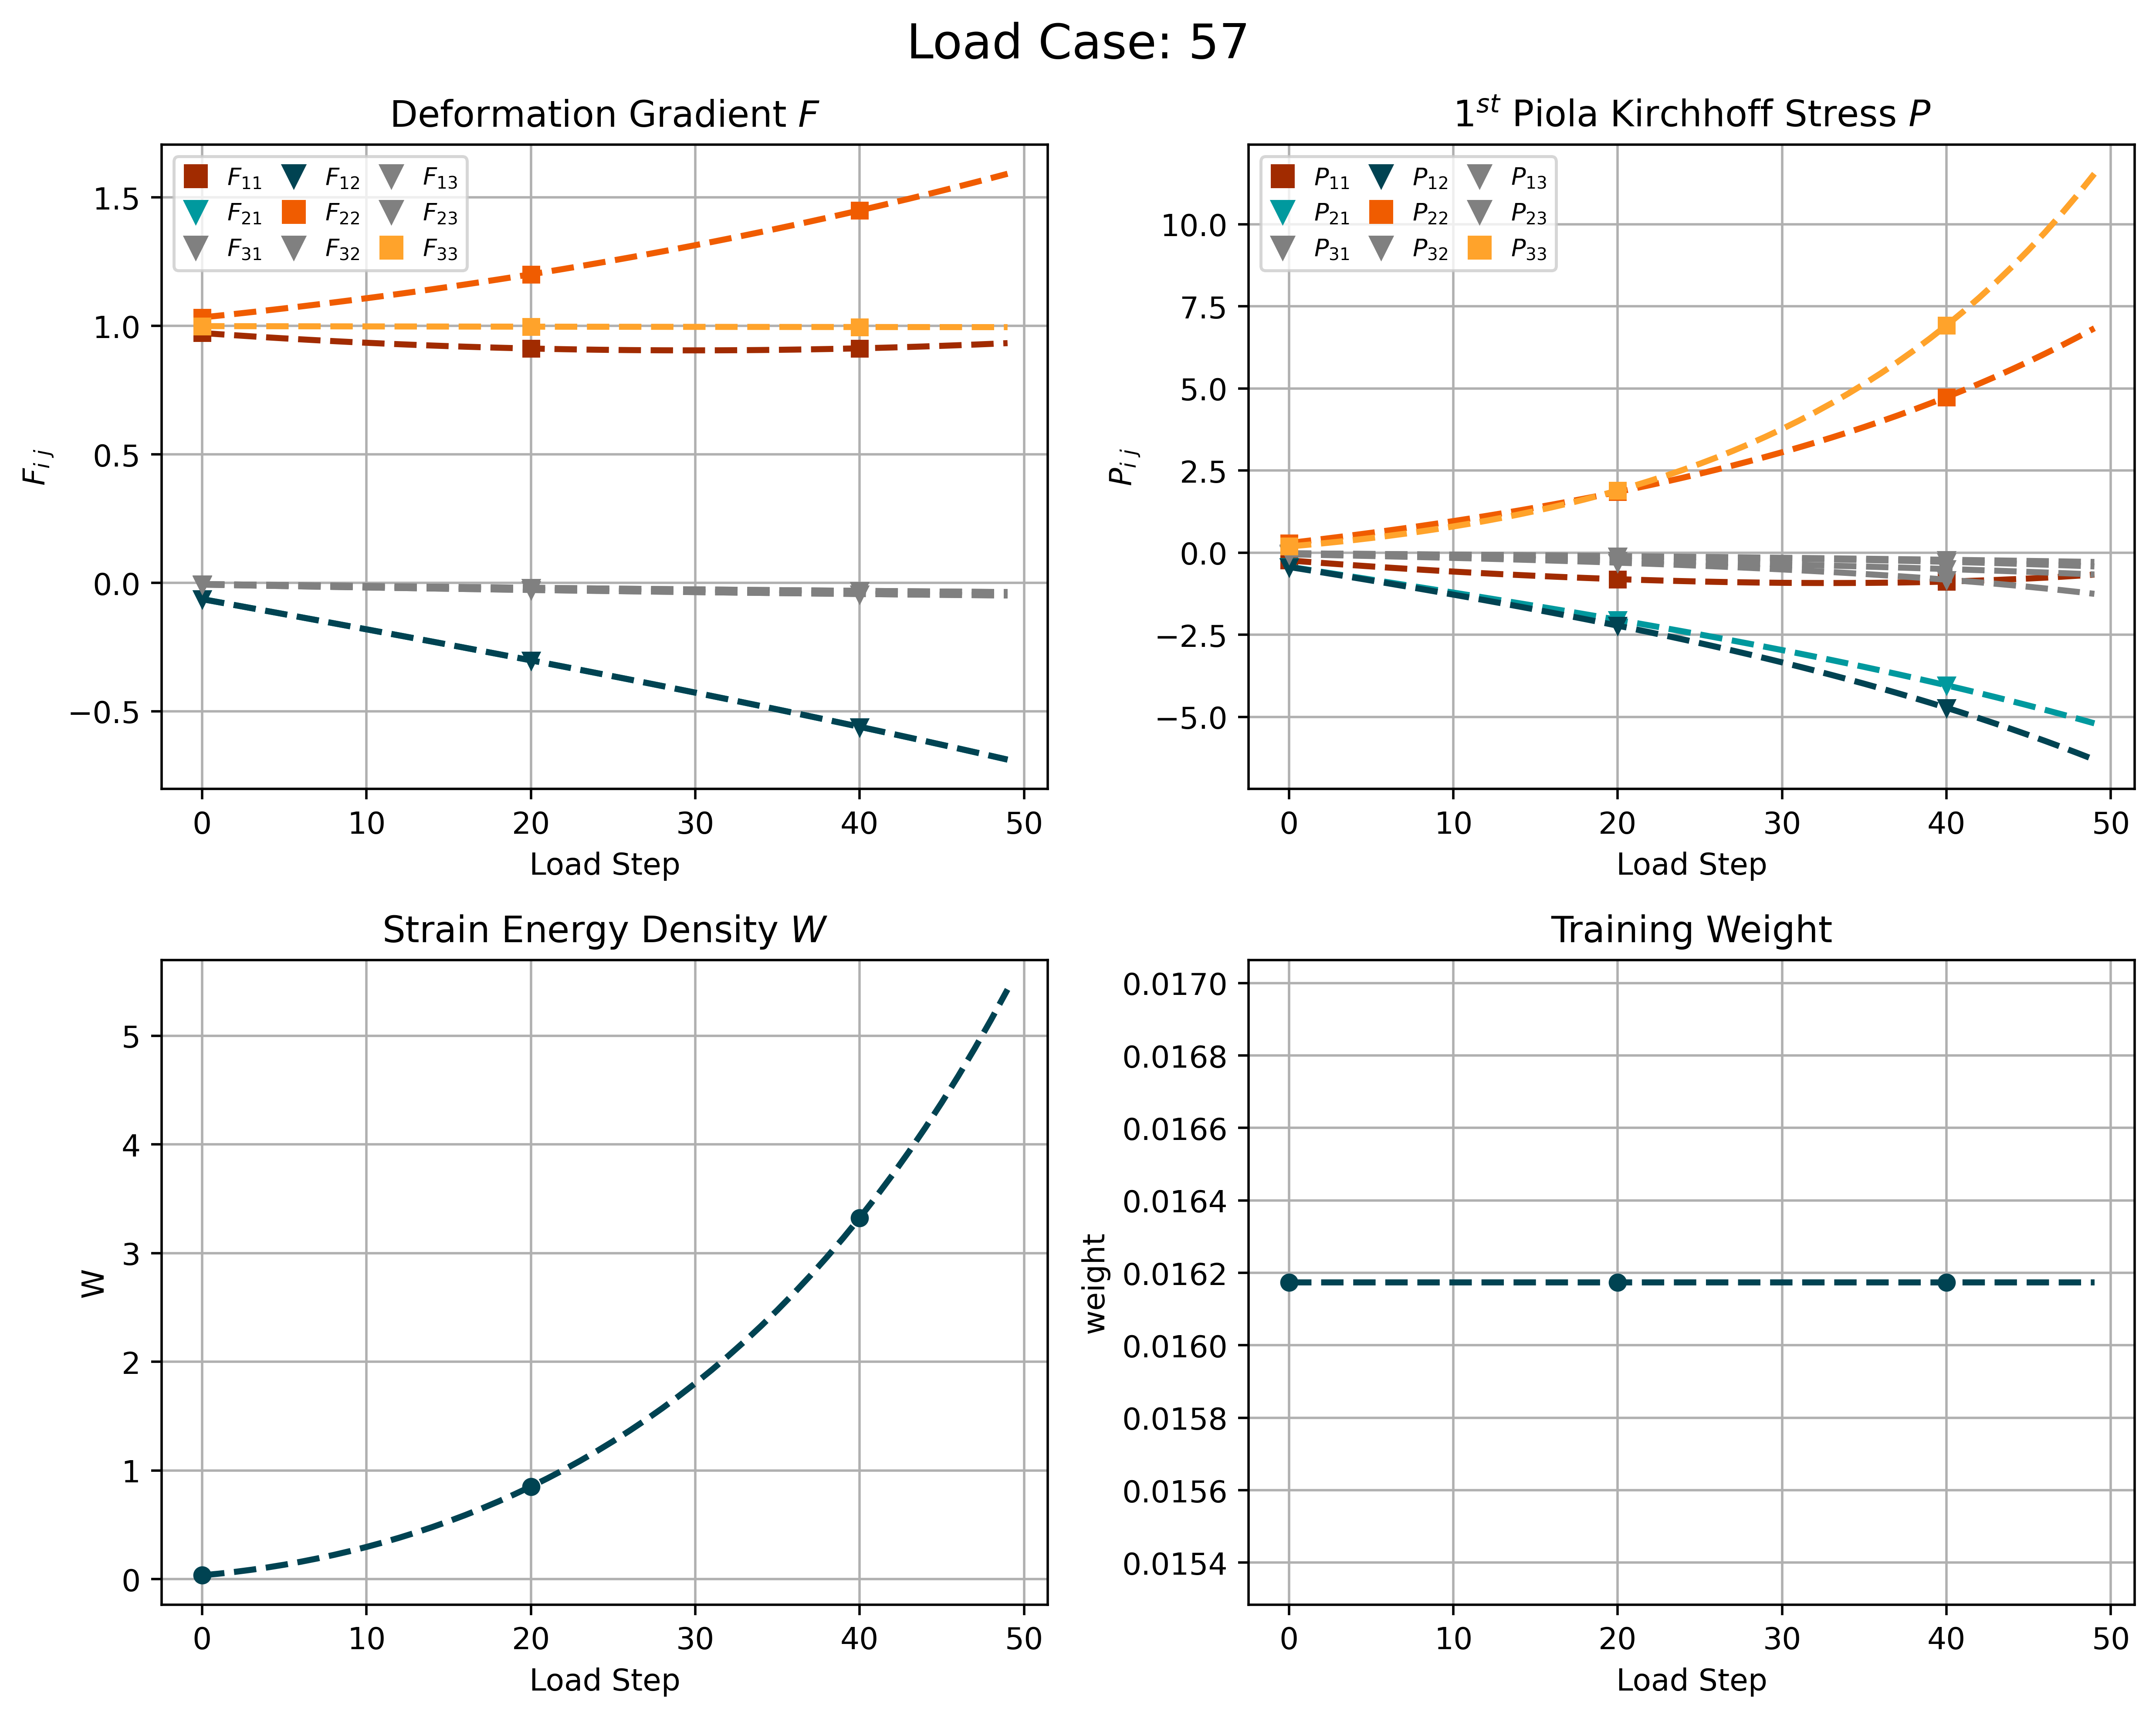 Load Case: 57
Deformation Gradient F
F11 F12 F13
F21 F22 F23
F31 F32 F33
1.5
1.0
0.5
0.0
−0.5
Fi j
0 10 20 30 40 50
Load Step
1st Piola Kirchhoff Stress P
P11 P12 P13
P21 P22 P23
P31 P32 P33
10.0
7.5
5.0
2.5
0.0
−2.5
−5.0
Pi j
0 10 20 30 40 50
Load Step
Strain Energy Density W
5
4
3
2
1
0
W
0 10 20 30 40 50
Load Step
Training Weight
0.0170
0.0168
0.0166
0.0164
0.0162
0.0160
0.0158
0.0156
0.0154
weight
0 10 20 30 40 50
Load Step